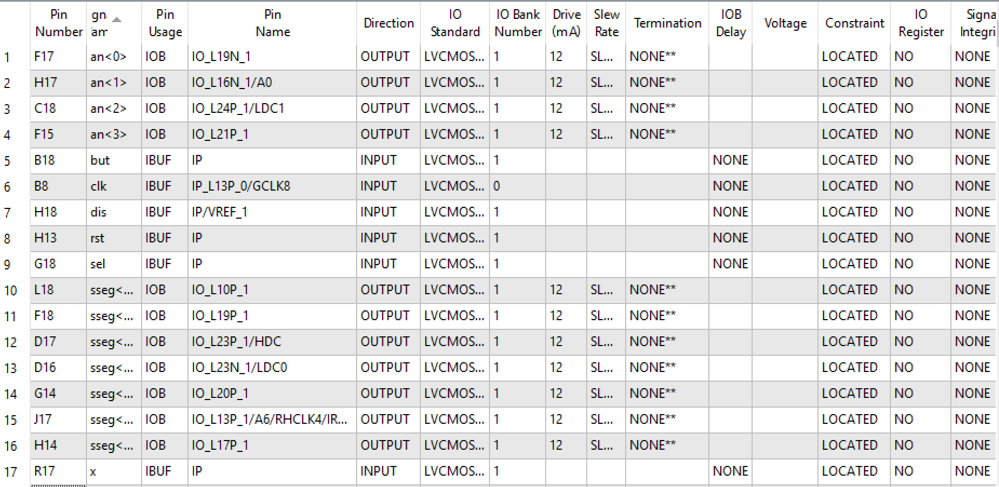 Pin Number gn am Pin Usage Pin Name Direction IO Standard IO Bank Number Drive (mA) Slew Rate Termination IOB Delay Voltage Constraint IO Register Signa Integri
1 F17 an<0> IOB IO_L19N_1 OUTPUT LVCMOS... 1 12 SL... NONE** LOCATED NO NONE
2 H17 an<1> IOB IO_L16N_1/A0 OUTPUT LVCMOS... 1 12 SL... NONE** LOCATED NO NONE
3 C18 an<2> IOB IO_L24P_1/LDC1 OUTPUT LVCMOS... 1 12 SL... NONE** LOCATED NO NONE
4 F15 an<3> IOB IO_L21P_1 OUTPUT LVCMOS... 1 12 SL... NONE** LOCATED NO NONE
5 B18 but IBUF IP INPUT LVCMOS... 1 NONE LOCATED NO NONE
6 B8 clk IBUF IP_L13P_0/GCLK8 INPUT LVCMOS... 0 NONE LOCATED NO NONE
7 H18 dis IBUF IP/VREF_1 INPUT LVCMOS... 1 NONE LOCATED NO NONE
8 H13 rst IBUF IP INPUT LVCMOS... 1 NONE LOCATED NO NONE
9 G18 sel IBUF IP INPUT LVCMOS... 1 NONE LOCATED NO NONE
10 L18 sseg<... IOB IO_L10P_1 OUTPUT LVCMOS... 1 12 SL... NONE** LOCATED NO NONE
11 F18 sseg<... IOB IO_L19P_1 OUTPUT LVCMOS... 1 12 SL... NONE** LOCATED NO NONE
12 D17 sseg<... IOB IO_L23P_1/HDC OUTPUT LVCMOS... 1 12 SL... NONE** LOCATED NO NONE
13 D16 sseg<... IOB IO_L23N_1/LDC0 OUTPUT LVCMOS... 1 12 SL... NONE** LOCATED NO NONE
14 G14 sseg<... IOB IO_L20P_1 OUTPUT LVCMOS... 1 12 SL... NONE** LOCATED NO NONE
15 J17 sseg<... IOB IO_L13P_1/A6/RHCLK4/IR... OUTPUT LVCMOS... 1 12 SL... NONE** LOCATED NO NONE
16 H14 sseg<... IOB IO_L17P_1 OUTPUT LVCMOS... 1 12 SL... NONE** LOCATED NO NONE
17 R17 x IBUF IP INPUT LVCMOS... 1 NONE LOCATED NO NONE